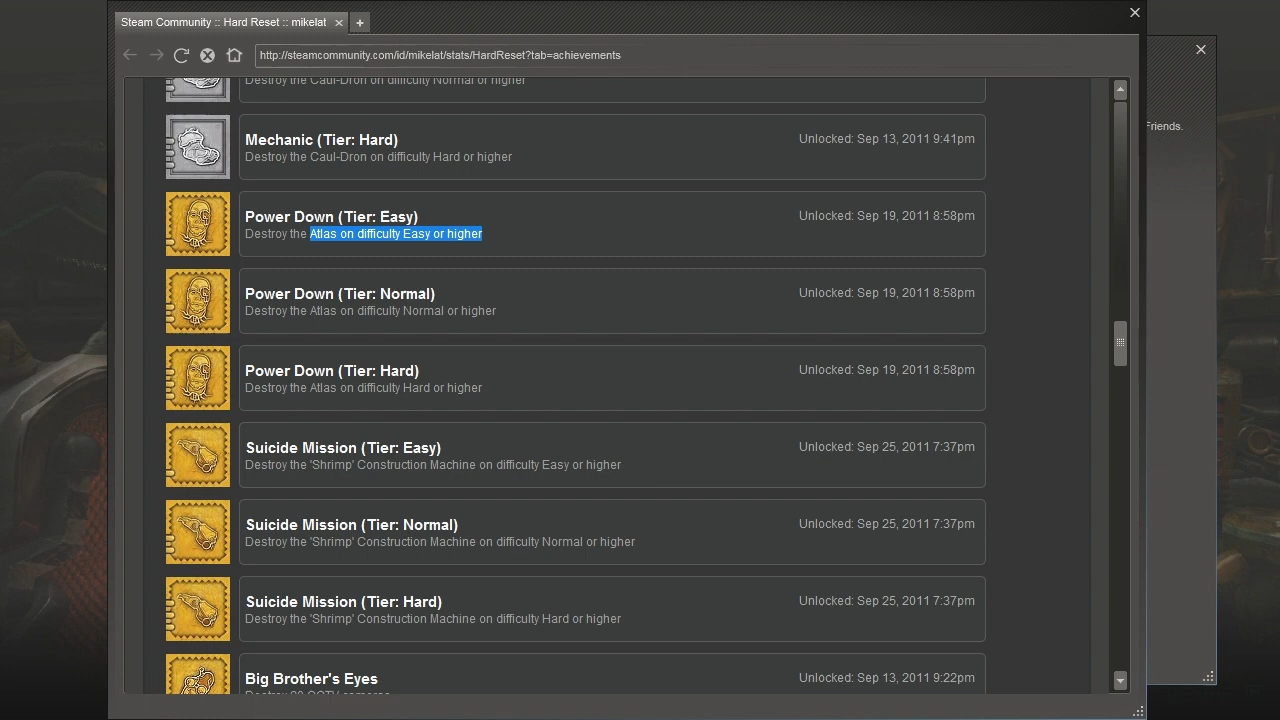 Steam Community :: Hard Reset :: mikelat
http://steamcommunity.com/id/mikelat/stats/HardReset?tab=achievements
Friends.
Destroy the Caul-Dron on difficulty Normal or higher
Mechanic (Tier: Hard)
Unlocked: Sep 13, 2011 9:41pm
Destroy the Caul-Dron on difficulty Hard or higher
Power Down (Tier: Easy)
Unlocked: Sep 19, 2011 8:58pm
Destroy the Atlas on difficulty Easy or higher
Power Down (Tier: Normal)
Unlocked: Sep 19, 2011 8:58pm
Destroy the Atlas on difficulty Normal or higher
Power Down (Tier: Hard)
Unlocked: Sep 19, 2011 8:58pm
Destroy the Atlas on difficulty Hard or higher
Suicide Mission (Tier: Easy)
Unlocked: Sep 25, 2011 7:37pm
Destroy the 'Shrimp' Construction Machine on difficulty Easy or higher
Suicide Mission (Tier: Normal)
Unlocked: Sep 25, 2011 7:37pm
Destroy the 'Shrimp' Construction Machine on difficulty Normal or higher
Suicide Mission (Tier: Hard)
Unlocked: Sep 25, 2011 7:37pm
Destroy the 'Shrimp' Construction Machine on difficulty Hard or higher
Big Brother's Eyes
Unlocked: Sep 13, 2011 9:22pm
Destroy 20 CCTV cameras